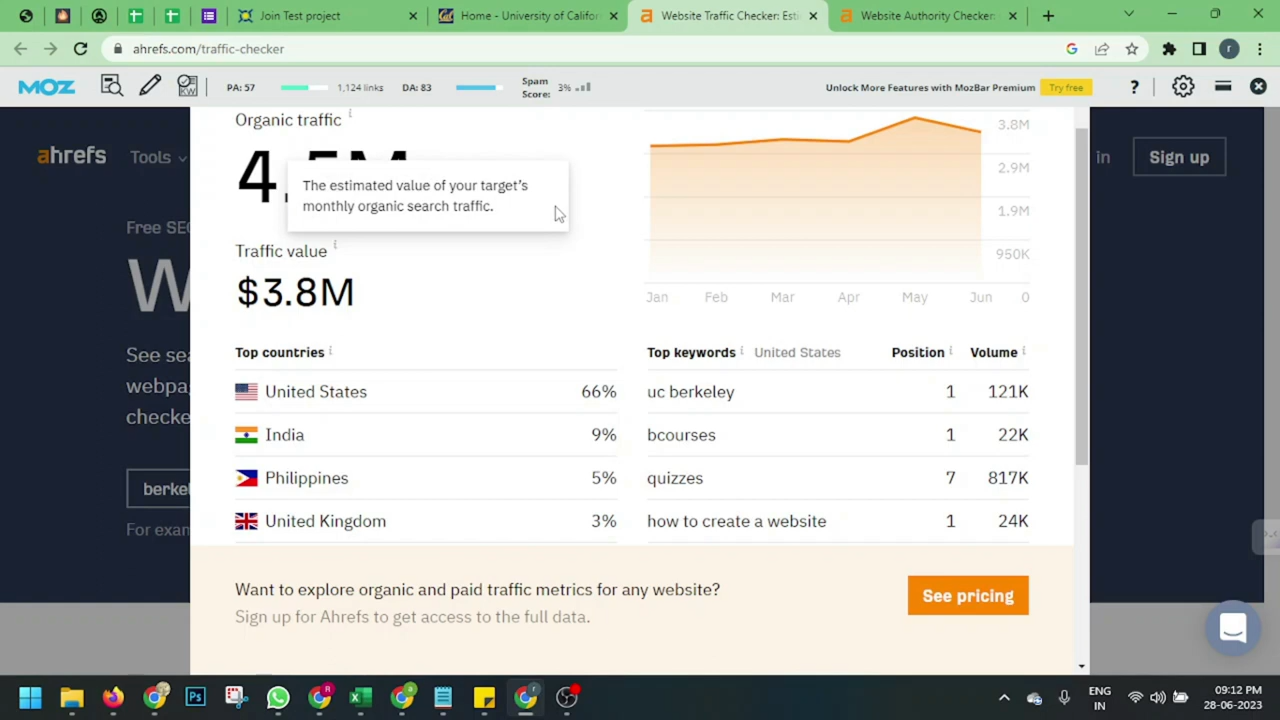 Join Test project
Home - University of Califor
Website Traffic Checker: Esti
Website Authority Checker:
ahrefs.com/traffic-checker
r
MOZ
PA: 57
1,124 links
DA: 83
Spam
Score:
3%
Unlock More Features with MozBar Premium
Try free
?
ahrefs
Tools
in
Sign up
Free SEO
W
See sea
webpag
checke
berkel
For exam
Organic traffic
The estimated value of your target's
monthly organic search traffic.
Traffic value
$3.8M
3.8M
2.9M
1.9M
950K
Jan Feb Mar Apr May Jun 0
Top countries
United States 66%
India 9%
Philippines 5%
United Kingdom 3%
Top keywords United States Position Volume
uc berkeley 1 121K
bcourses 1 22K
quizzes 7 817K
how to create a website 1 24K
Want to explore organic and paid traffic metrics for any website?
Sign up for Ahrefs to get access to the full data.
See pricing
ENG
IN
09:12 PM
28-06-2023